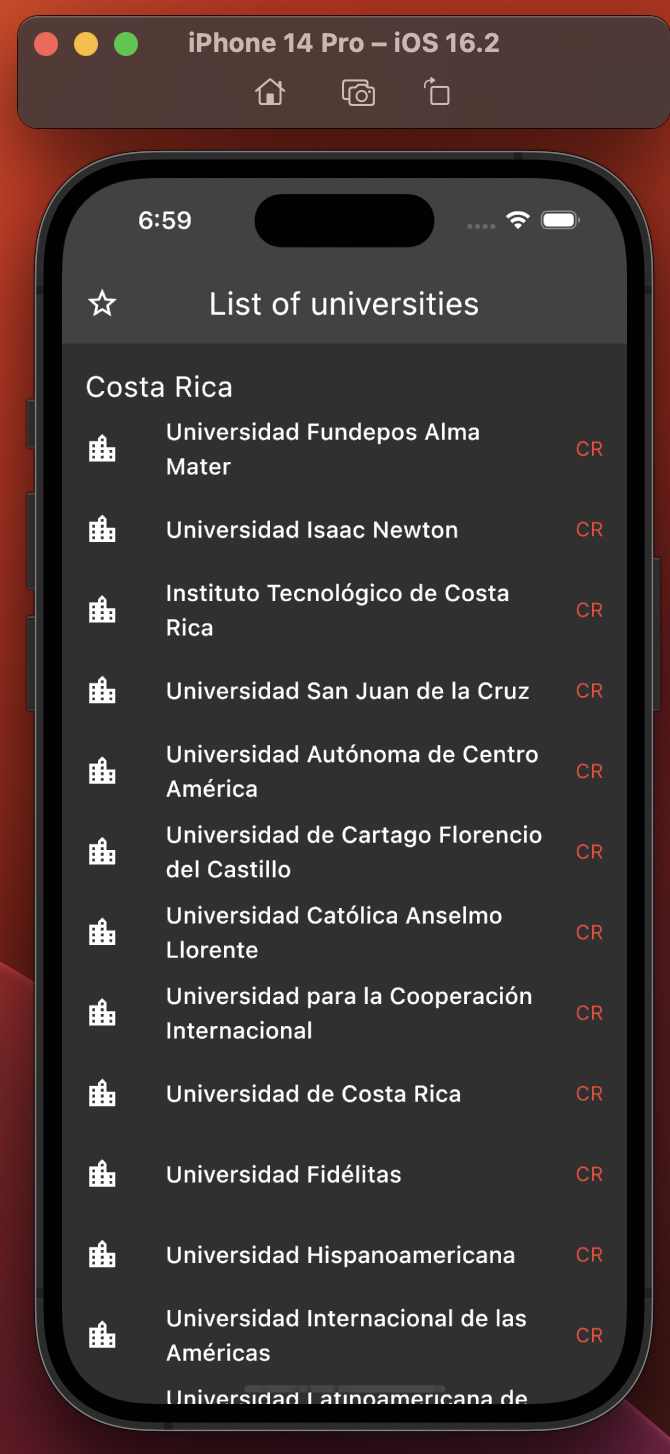 iPhone 14 Pro – iOS 16.2
6:59
List of universities
Costa Rica
Universidad Fundepos Alma
Mater
CR
Universidad Isaac Newton
CR
Instituto Tecnológico de Costa
Rica
CR
Universidad San Juan de la Cruz
CR
Universidad Autónoma de Centro
América
CR
Universidad de Cartago Florencio
del Castillo
CR
Universidad Católica Anselmo
Llorente
CR
Universidad para la Cooperación
Internacional
CR
Universidad de Costa Rica
CR
Universidad Fidélitas
CR
Universidad Hispanoamericana
CR
Universidad Internacional de las
Américas
CR
Universidad Latinoamericana de